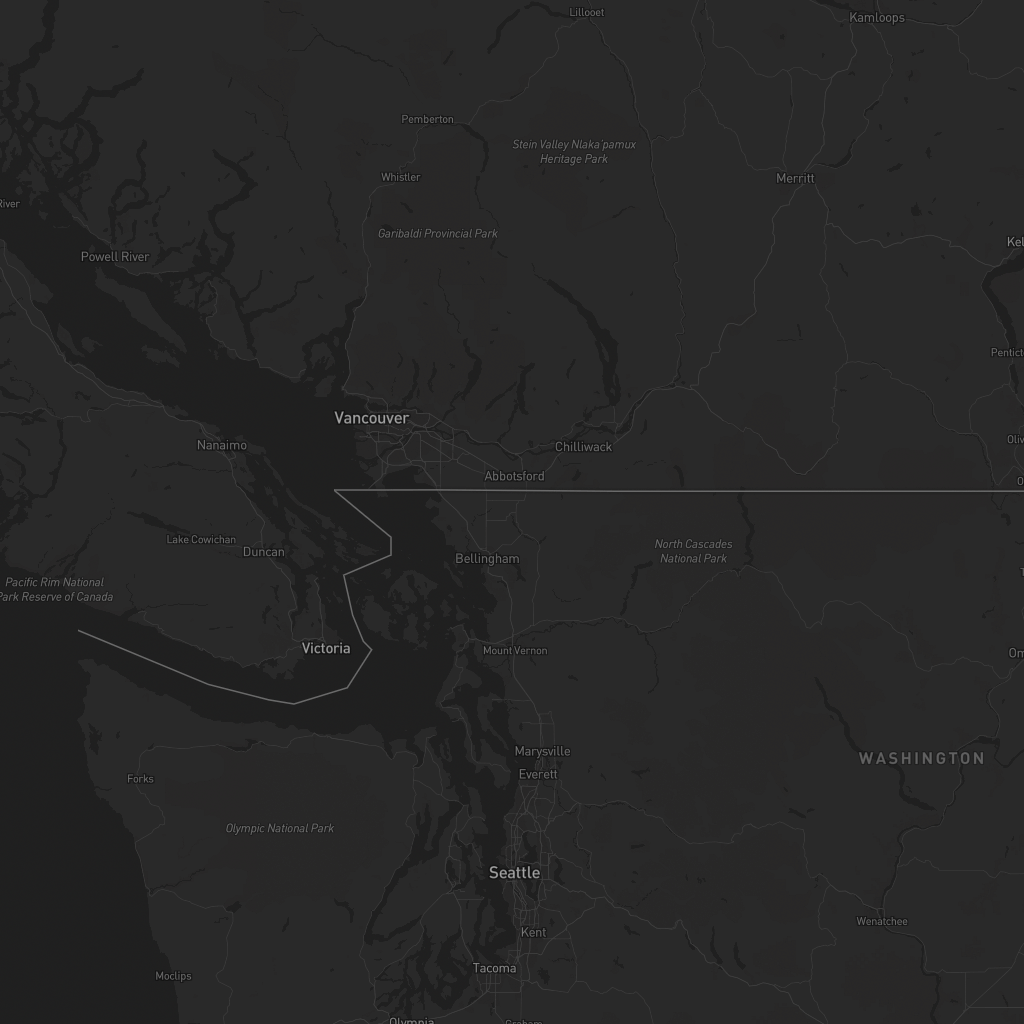 Lillooet
Kamloops
Pemberton
Stein Valley Nlaka'pamux
Heritage Park
Whistler
Merritt
River
Garibaldi Provincial Park
Kel
Powell River
Penticto
Vancouver
Nanaimo
Chilliwack
Oliv
Abbotsford
O
Lake Cowichan
Duncan
Bellingham
North Cascades
National Park
T
Pacific Rim National
Park Reserve of Canada
Victoria
Mount Vernon
Om
Marysville
WASHINGTON
Everett
Forks
Olympic National Park
Seattle
Wenatchee
Kent
Tacoma
Moclips
Olympia
Graham